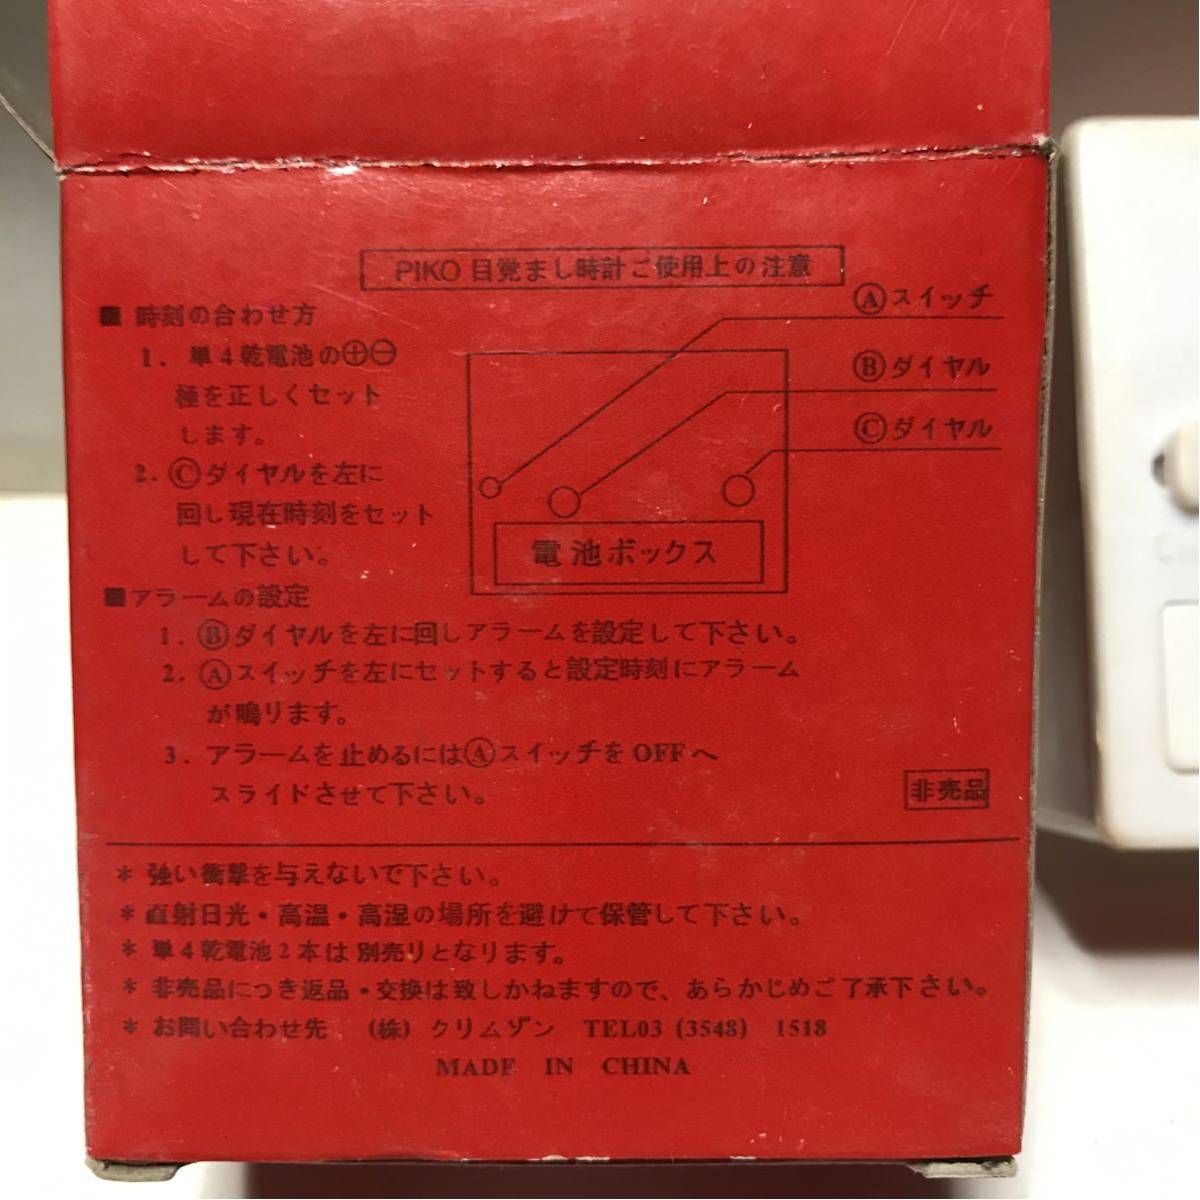 PIKO 目覚まし時計ご使用上の注意
■ 時刻の合わせ方
1. 単4乾電池の⊕⊖
極を正しくセット
します。
2. Ⓒダイヤルを左に
回し現在時刻をセット
して下さい。
Ⓐスイッチ
Ⓑダイヤル
Ⓒダイヤル
電池ボックス
■アラームの設定
1. Ⓑダイヤルを左に回しアラームを設定して下さい。
2. Ⓐスイッチを左にセットすると設定時刻にアラーム
が鳴ります。
3. アラームを止めるにはⒶスイッチをOFFへ
スライドさせて下さい。
非売品
* 強い衝撃を与えないで下さい。
* 直射日光・高温・高湿の場所を避けて保管して下さい。
* 単4乾電池2本は別売りとなります。
* 非売品につき返品・交換は致しかねますので、あらかじめご了承下さい。
* お問い合わせ先 (株) クリムゾン TEL03 (3548) 1518
MADE IN CHINA